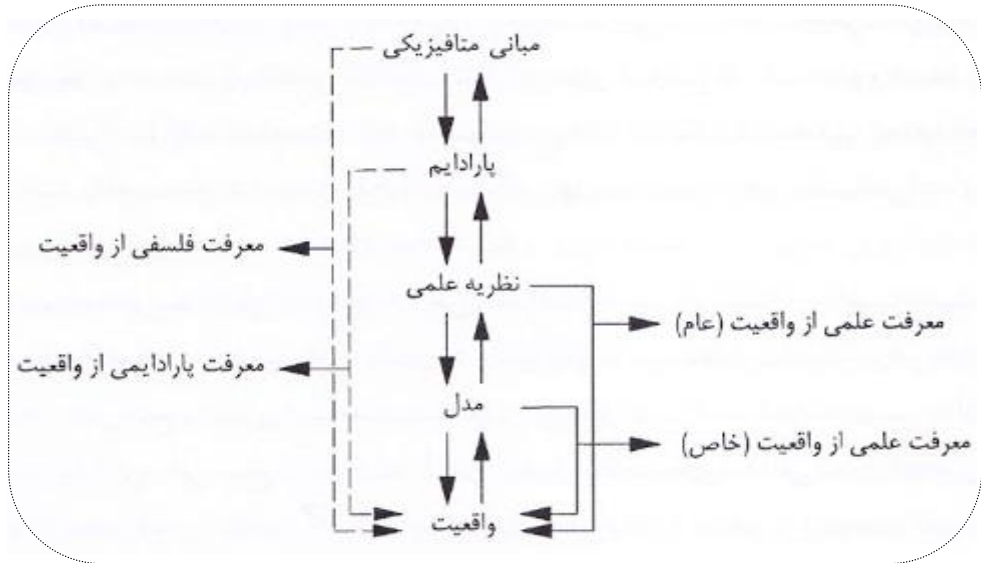 مبانی متافیزیکی
پارادایم
معرفت فلسفی از واقعیت
نظریه علمی
معرفت علمی از واقعیت (عام)
معرفت پارادایمی از واقعیت
مدل
معرفت علمی از واقعیت (خاص)
واقعیت